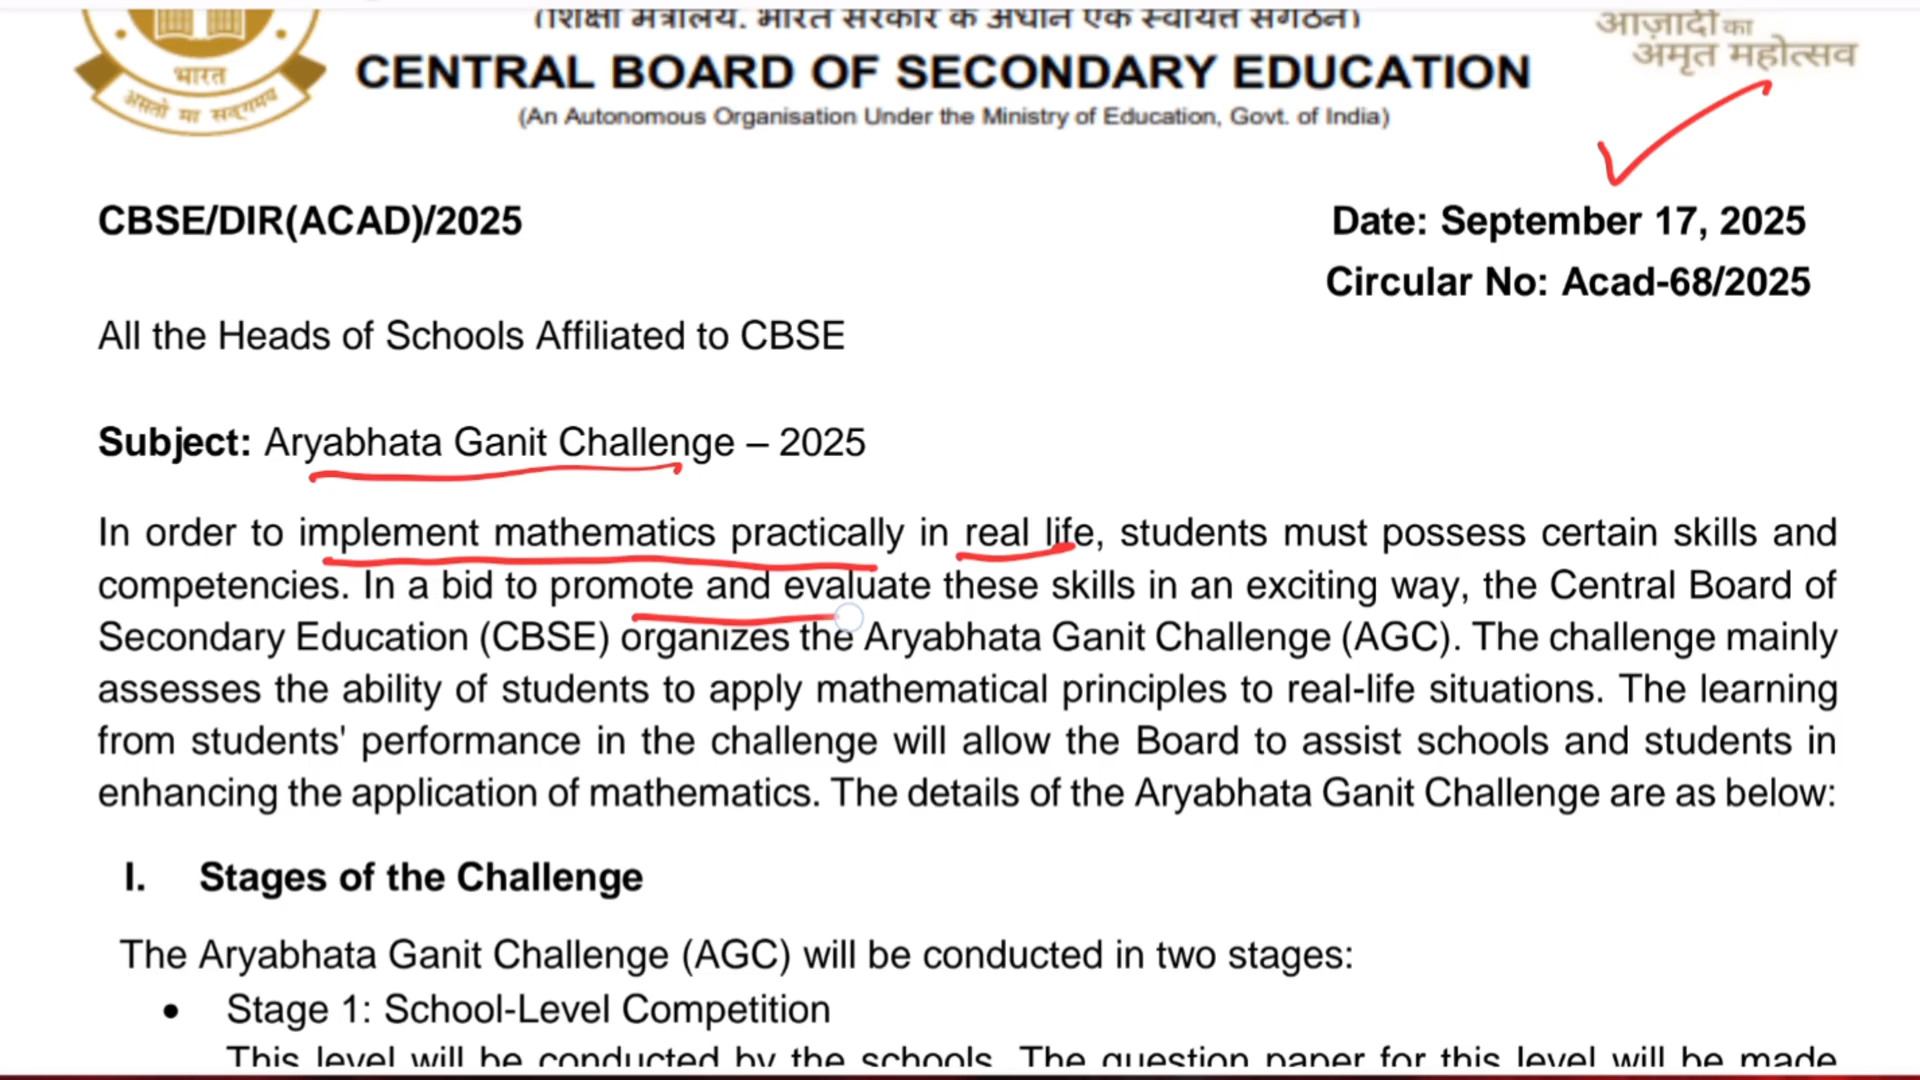 (शिक्षा मंत्रालय, भारत सरकार के अधीन एक स्वायत्त संगठन)
आज़ादी का
अमृत महोत्सव
भारत
असतो मा सद्गमय
CENTRAL BOARD OF SECONDARY EDUCATION
(An Autonomous Organisation Under the Ministry of Education, Govt. of India)
CBSE/DIR(ACAD)/2025
Date: September 17, 2025
Circular No: Acad-68/2025
All the Heads of Schools Affiliated to CBSE
Subject: Aryabhata Ganit Challenge – 2025
In order to implement mathematics practically in real life, students must possess certain skills and
competencies. In a bid to promote and evaluate these skills in an exciting way, the Central Board of
Secondary Education (CBSE) organizes the Aryabhata Ganit Challenge (AGC). The challenge mainly
assesses the ability of students to apply mathematical principles to real-life situations. The learning
from students' performance in the challenge will allow the Board to assist schools and students in
enhancing the application of mathematics. The details of the Aryabhata Ganit Challenge are as below:
I. Stages of the Challenge
The Aryabhata Ganit Challenge (AGC) will be conducted in two stages:
• Stage 1: School-Level Competition
This level will be conducted by the schools. The question paper for this level will be made